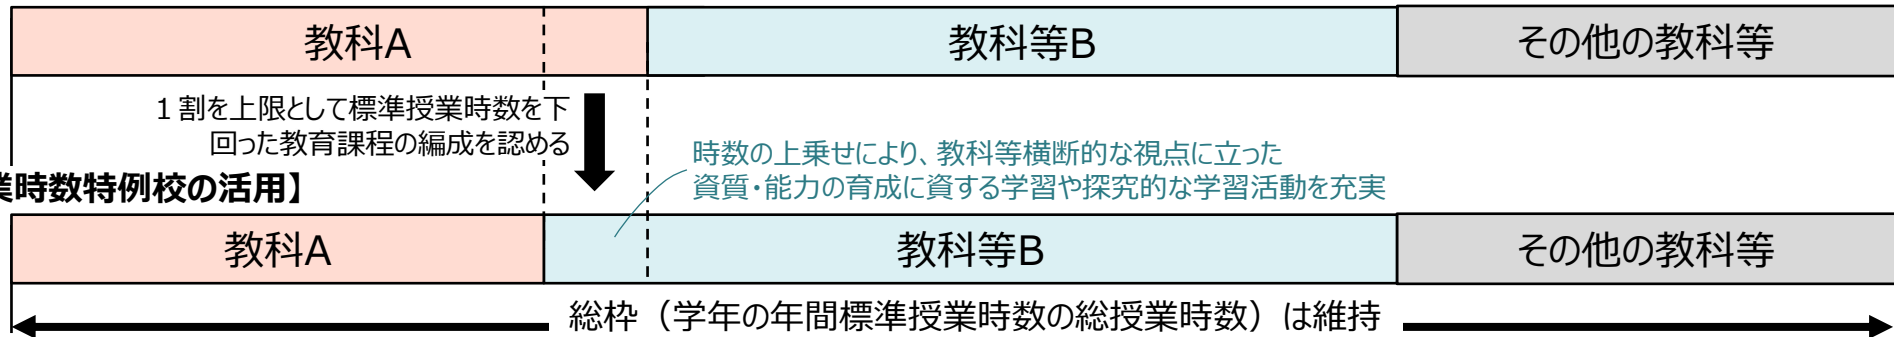 教科A
教科等B
その他の教科等
１割を上限として標準授業時数を下
回った教育課程の編成を認める
時数の上乗せにより、教科等横断的な視点に立った
資質・能力の育成に資する学習や探究的な学習活動を充実
業時数特例校の活用】
教科A
教科等B
その他の教科等
総枠（学年の年間標準授業時数の総授業時数）は維持